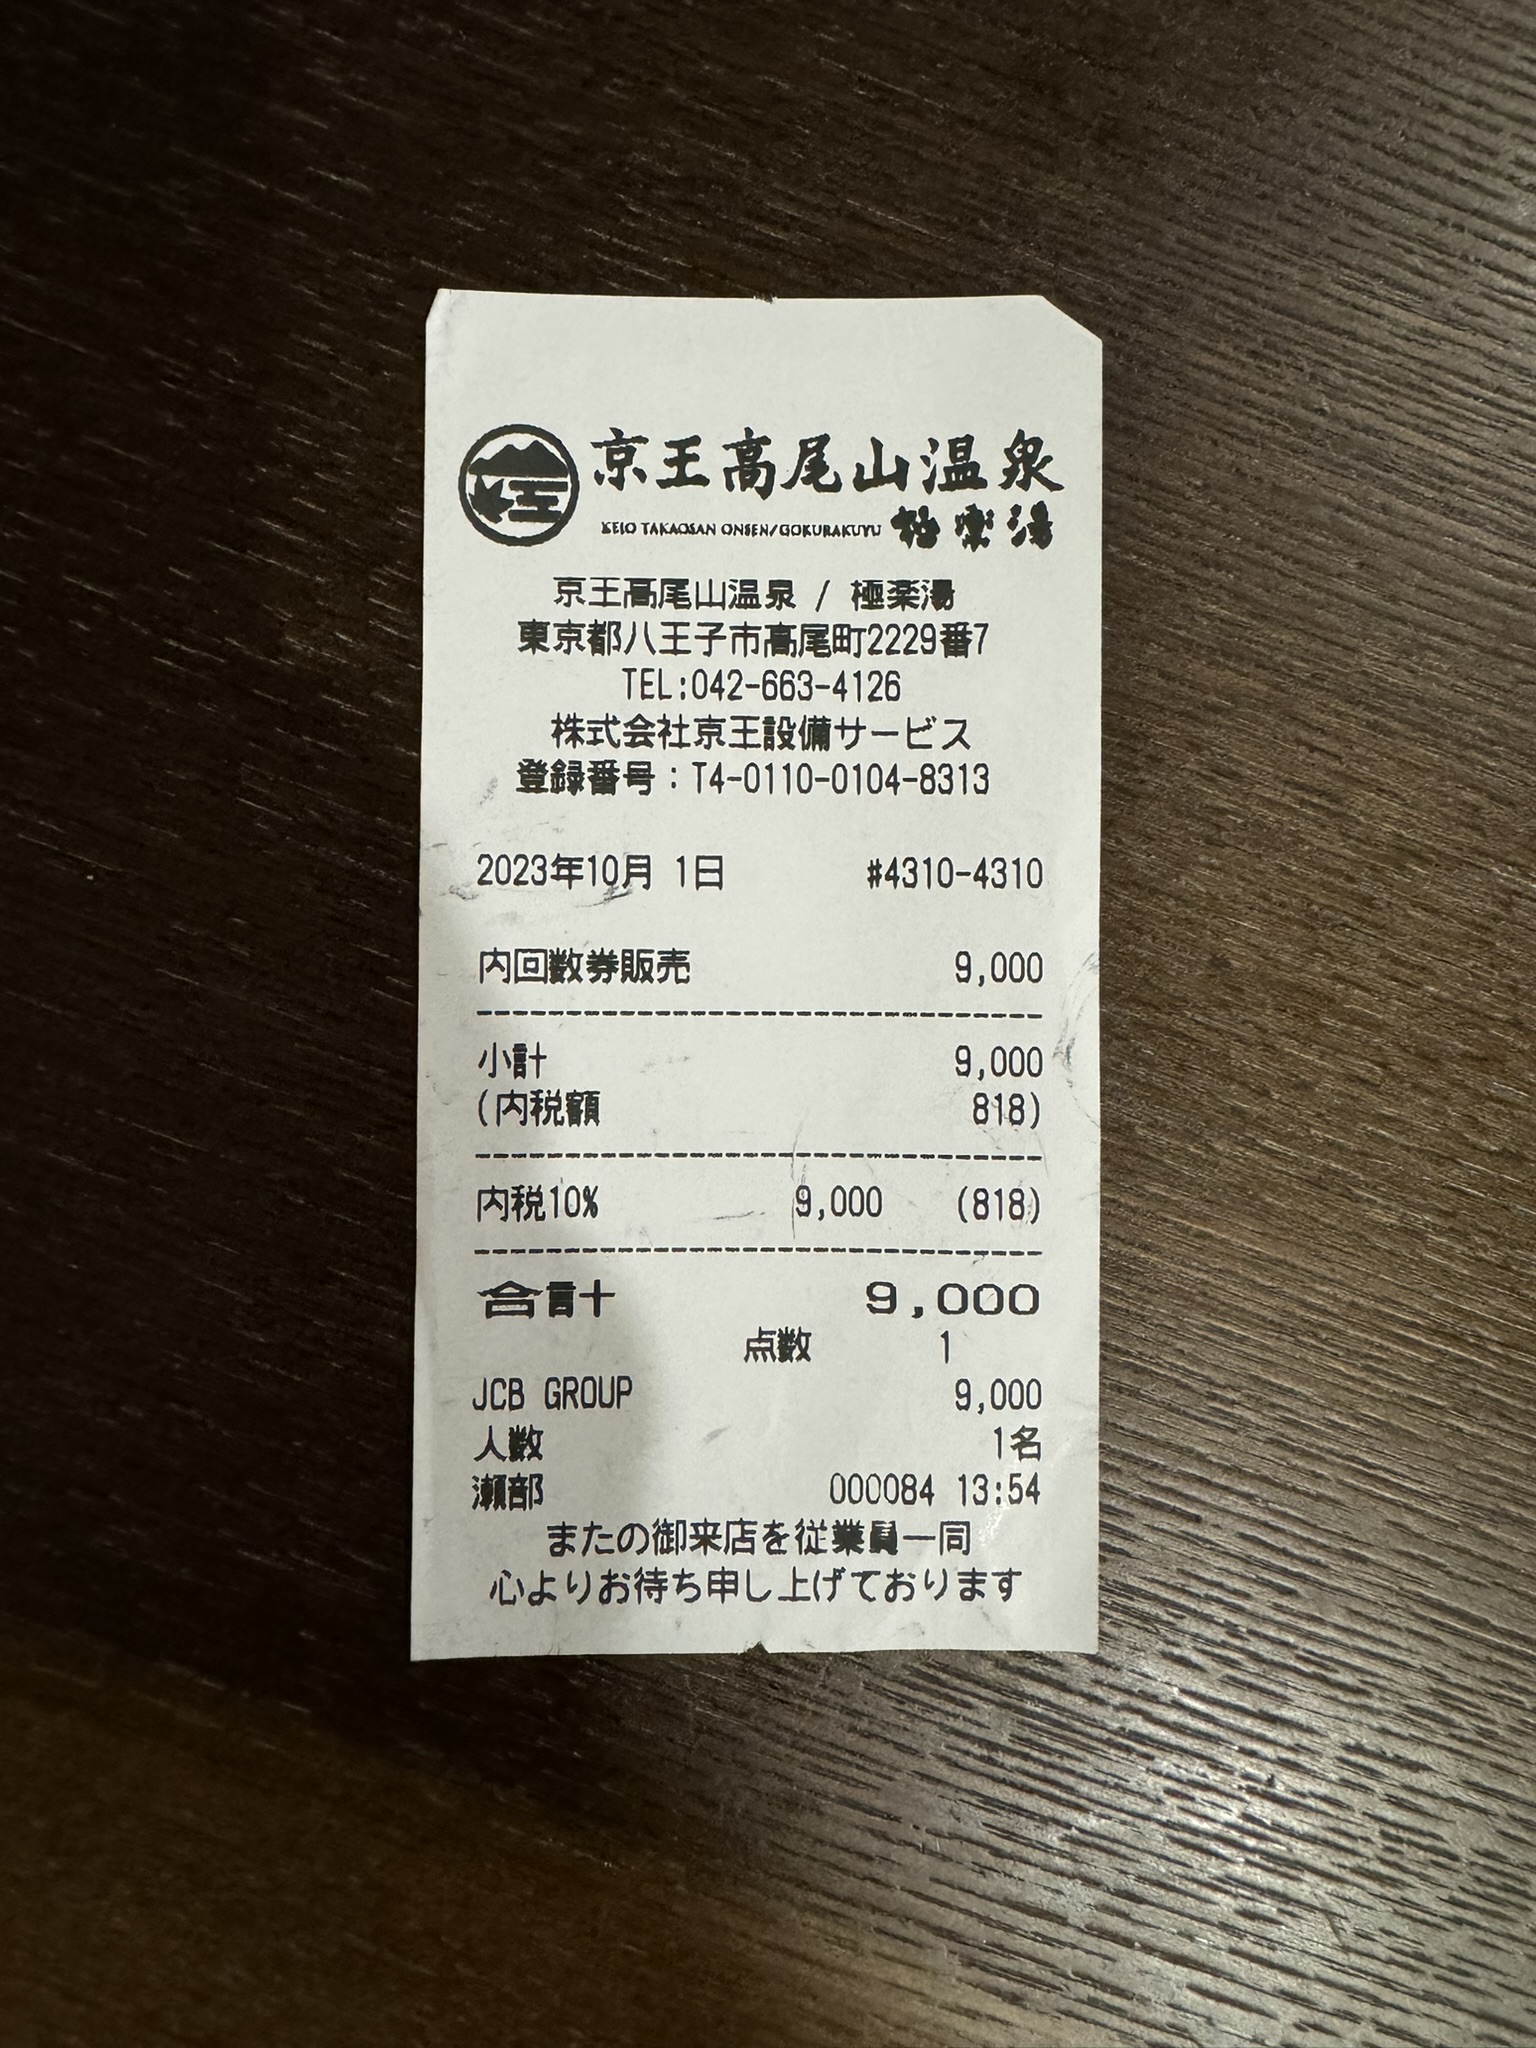 京王高尾山温泉
KEIO TAKAOSAN ONSEN/GOKURAKUYU 極楽湯
京王高尾山温泉 / 極楽湯
東京都八王子市高尾町2229番7
TEL:042-663-4126
株式会社京王設備サービス
登録番号:T4-0110-0104-8313
2023年10月 1日 #4310-4310
内回数券販売 9,000
小計 9,000
(内税額 818)
内税10% 9,000 (818)
合計 9,000
点数 1
JCB GROUP 9,000
人数 1名
瀬部 000084 13:54
またの御来店を従業員一同
心よりお待ち申し上げております